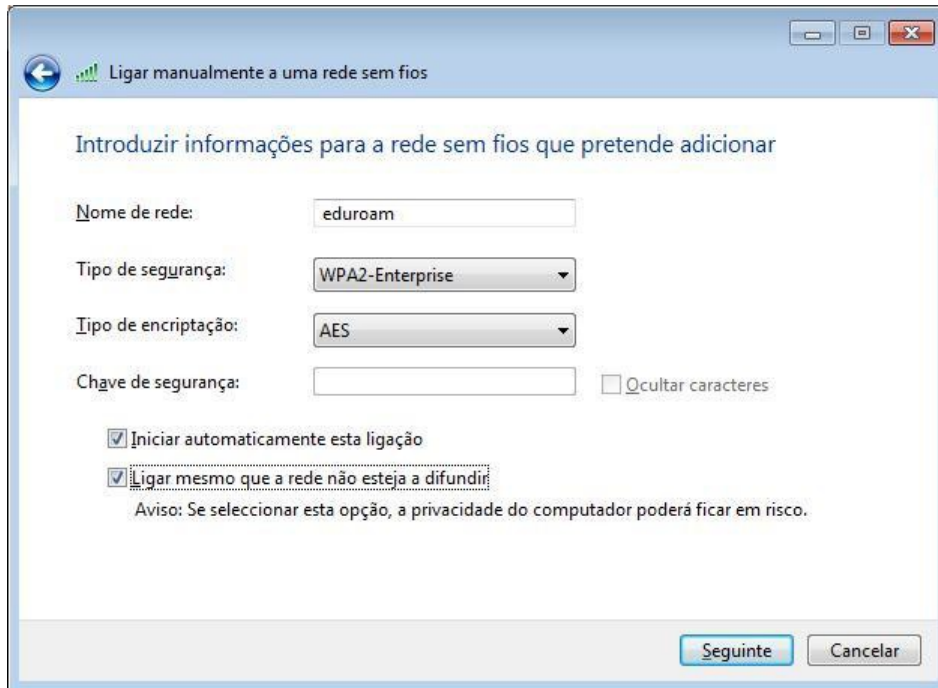 Ligar manualmente a uma rede sem fios
Introduzir informações para a rede sem fios que pretende adicionar
Nome de rede: eduroam
Tipo de segurança: WPA2-Enterprise
Tipo de encriptação: AES
Chave de segurança: Ocultar caracteres
Iniciar automaticamente esta ligação
Ligar mesmo que a rede não esteja a difundir
Aviso: Se seleccionar esta opção, a privacidade do computador poderá ficar em risco.
Seguinte Cancelar